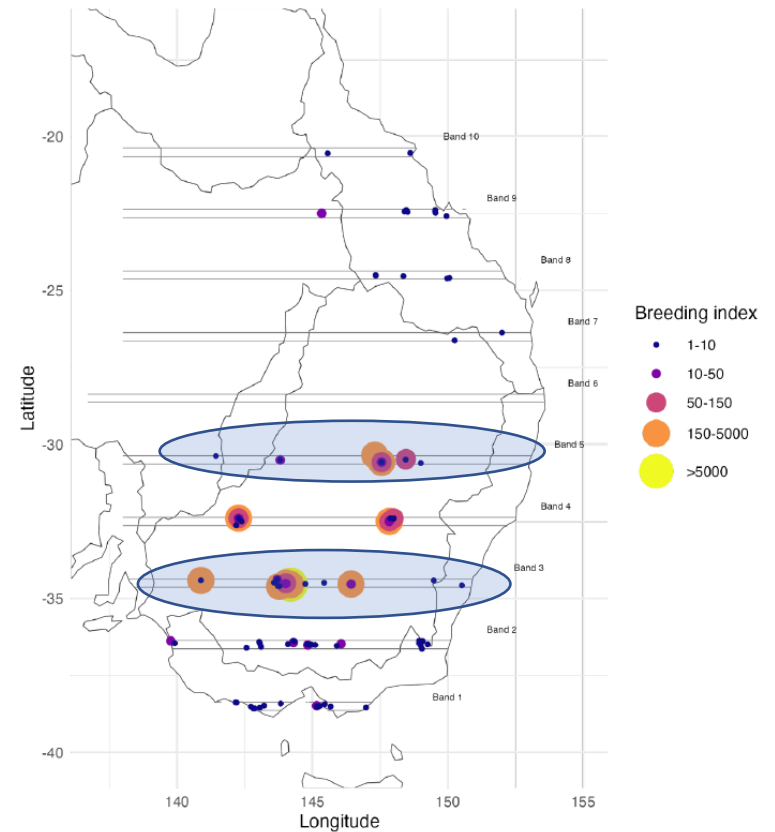 -20
Band 10
Band 9
-25
Band 8
Band 7
Breeding index
1-10
10-50
50-150
150-5000
>5000
Band 6
Latitude
-30
Band 5
Band 4
Band 3
-35
Band 2
Band 1
-40
140
145
150
155
Longitude